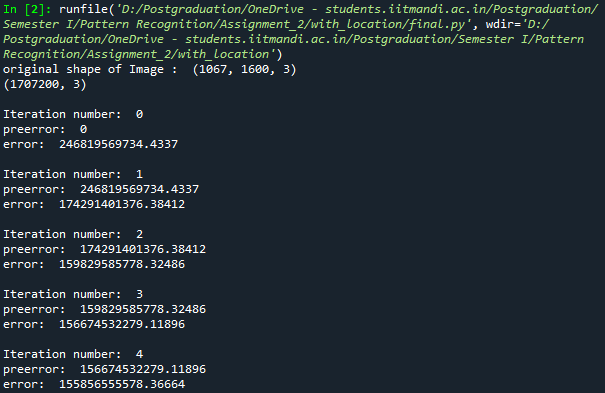 In [2]: runfile('D:/Postgraduation/OneDrive - students.iitmandi.ac.in/Postgraduation/
Semester I/Pattern Recognition/Assignment_2/with_location/final.py', wdir='D:/
Postgraduation/OneDrive - students.iitmandi.ac.in/Postgraduation/Semester I/Pattern
Recognition/Assignment_2/with_location')
original shape of Image :  (1067, 1600, 3)
(1707200, 3)

Iteration number:  0
preerror:  0
error:  246819569734.4337

Iteration number:  1
preerror:  246819569734.4337
error:  174291401376.38412

Iteration number:  2
preerror:  174291401376.38412
error:  159829585778.32486

Iteration number:  3
preerror:  159829585778.32486
error:  156674532279.11896

Iteration number:  4
preerror:  156674532279.11896
error:  155856555578.36664